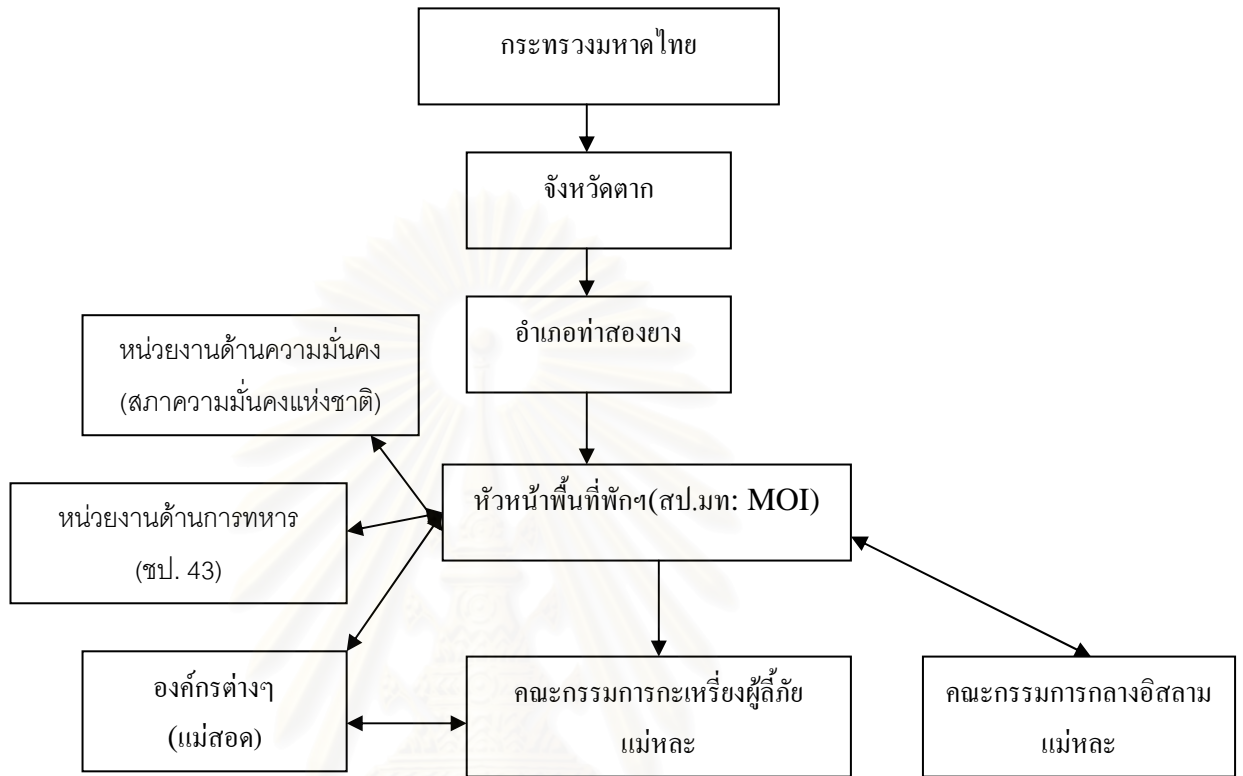 กระทรวงมหาดไทย
จังหวัดตาก
อำเภอท่าสองยาง
หน่วยงานด้านความมั่นคง
(สภาความมั่นคงแห่งชาติ)
หัวหน้าพื้นที่พักฯ(สป.มท: MOI)
หน่วยงานด้านการทหาร
(ชป. 43)
องค์กรต่างๆ
(แม่สอด)
คณะกรรมการกะเหรี่ยงผู้ลี้ภัย
แม่หละ
คณะกรรมการกลางอิสลาม
แม่หละ